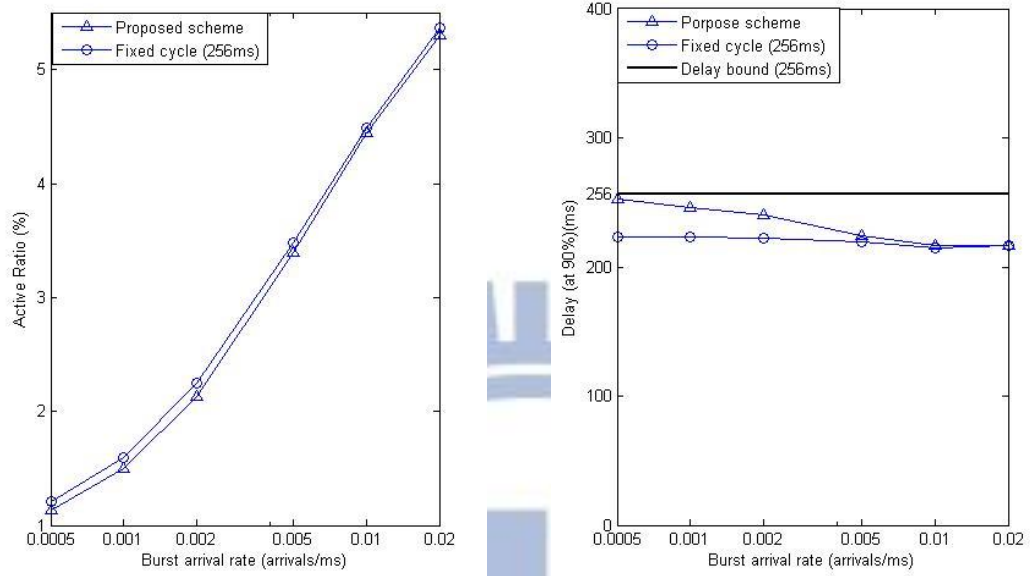 Proposed scheme
Fixed cycle (256ms)
5
4
3
2
1
Active Ratio (%)
0.0005 0.001 0.002 0.005 0.01 0.02
Burst arrival rate (arrivals/ms)
400
Porpose scheme
Fixed cycle (256ms)
Delay bound (256ms)
300
256
200
100
0
Delay (at 90%)(ms)
0.0005 0.001 0.002 0.005 0.01 0.02
Burst arrival rate (arrivals/ms)